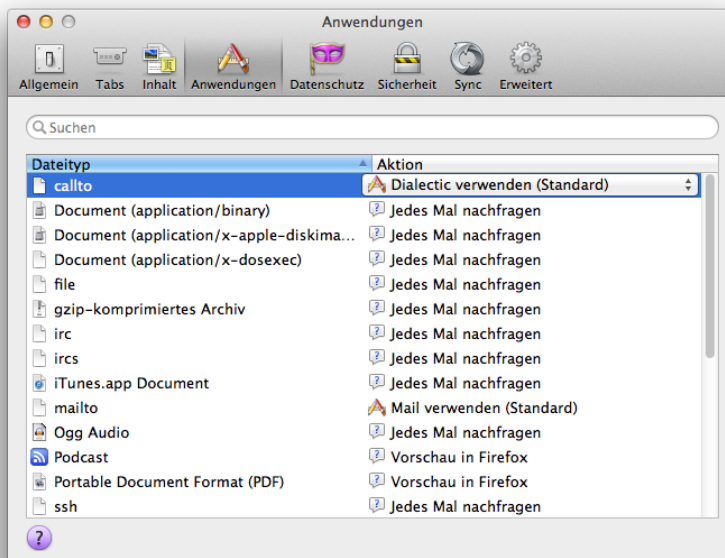 Anwendungen
Allgemein Tabs Inhalt Anwendungen Datenschutz Sicherheit Sync Erweitert
Suchen
Dateityp Aktion
callto Dialectic verwenden (Standard)
Document (application/binary) Jedes Mal nachfragen
Document (application/x-apple-diskima... Jedes Mal nachfragen
Document (application/x-dosexec) Jedes Mal nachfragen
file Jedes Mal nachfragen
gzip-komprimiertes Archiv Jedes Mal nachfragen
irc Jedes Mal nachfragen
ircs Jedes Mal nachfragen
iTunes.app Document Jedes Mal nachfragen
mailto Mail verwenden (Standard)
Ogg Audio Jedes Mal nachfragen
Podcast Vorschau in Firefox
Portable Document Format (PDF) Vorschau in Firefox
ssh Jedes Mal nachfragen
?